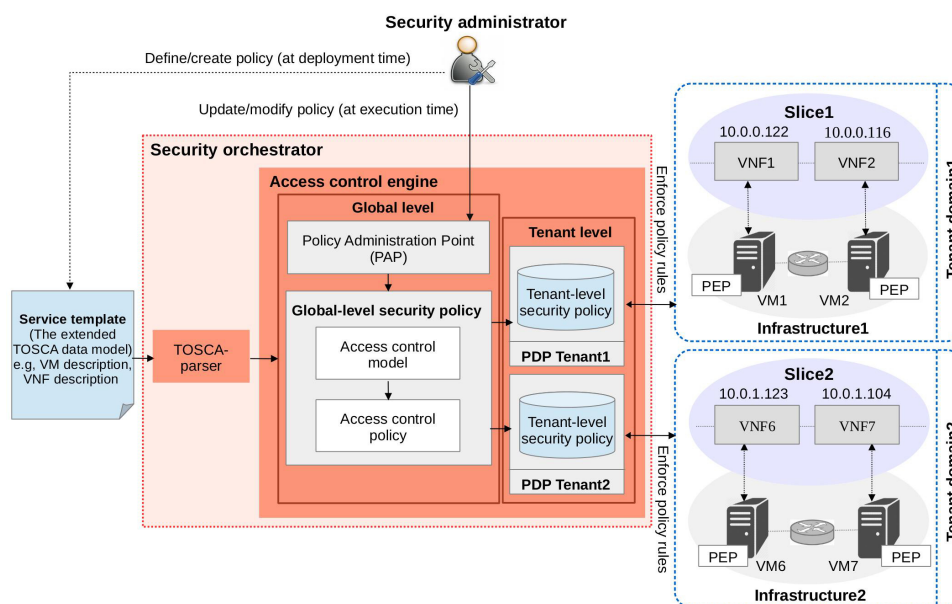 Security administrator
Define/create policy (at deployment time)
Update/modify policy (at execution time)
Security orchestrator
Access control engine
Global level
Policy Administration Point
(PAP)
Global-level security policy
Access control
model
Access control
policy
Service template
(The extended
TOSCA data model)
e.g, VM description,
VNF description
TOSCA-
parser
Tenant level
Tenant-level
security policy
PDP Tenant1
Tenant-level
security policy
PDP Tenant2
Enforce policy rules
Enforce policy rules
Slice1
10.0.0.122
10.0.0.116
VNF1
VNF2
PEP
VM1
VM2
PEP
Infrastructure1
Tenant domain1
Slice2
10.0.1.123
10.0.1.104
VNF6
VNF7
PEP
VM6
VM7
PEP
Infrastructure2
Tenant domain2